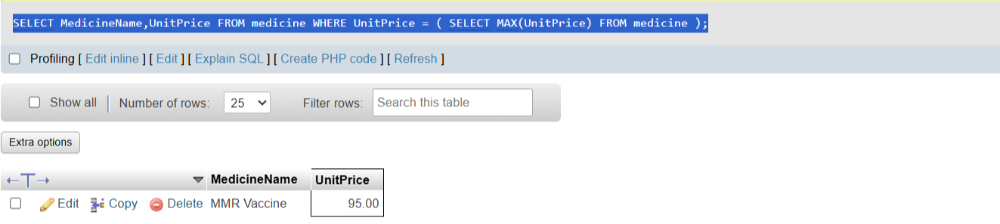 SELECT MedicineName,UnitPrice FROM medicine WHERE UnitPrice = ( SELECT MAX(UnitPrice) FROM medicine );
Profiling [ Edit inline ] [ Edit ] [ Explain SQL ] [ Create PHP code ] [ Refresh ]
Show all Number of rows: 25 Filter rows: Search this table
Extra options
MedicineName UnitPrice
Edit Copy Delete MMR Vaccine 95.00